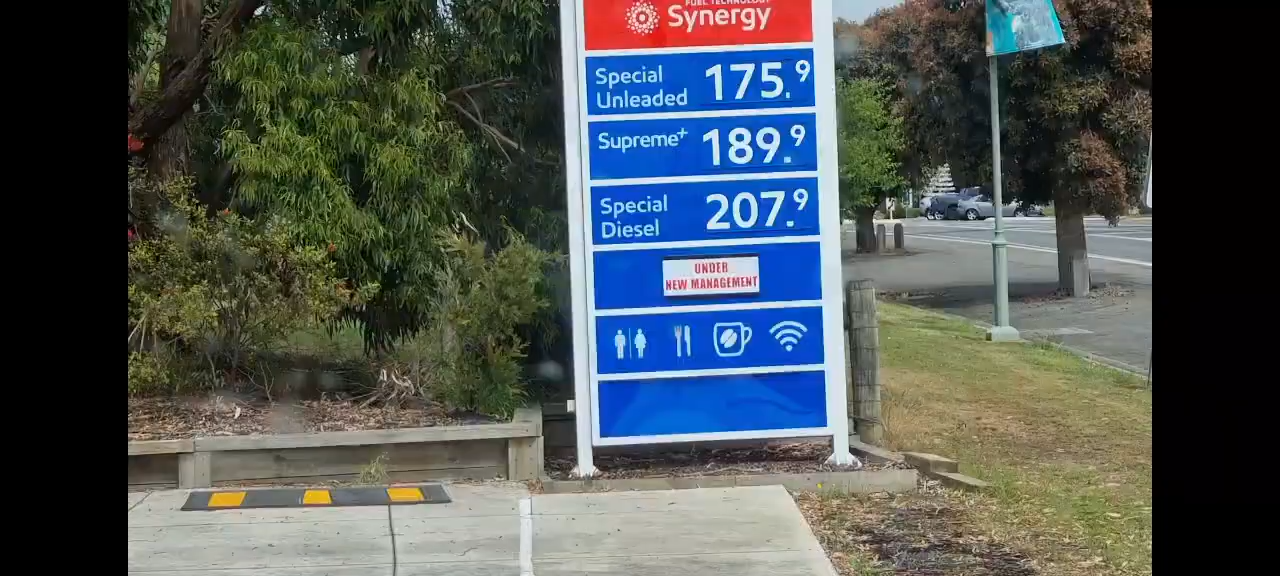 FUEL TECHNOLOGY
Synergy
Special Unleaded 175.9
Supreme+ 189.9
Special Diesel 207.9
UNDER
NEW MANAGEMENT